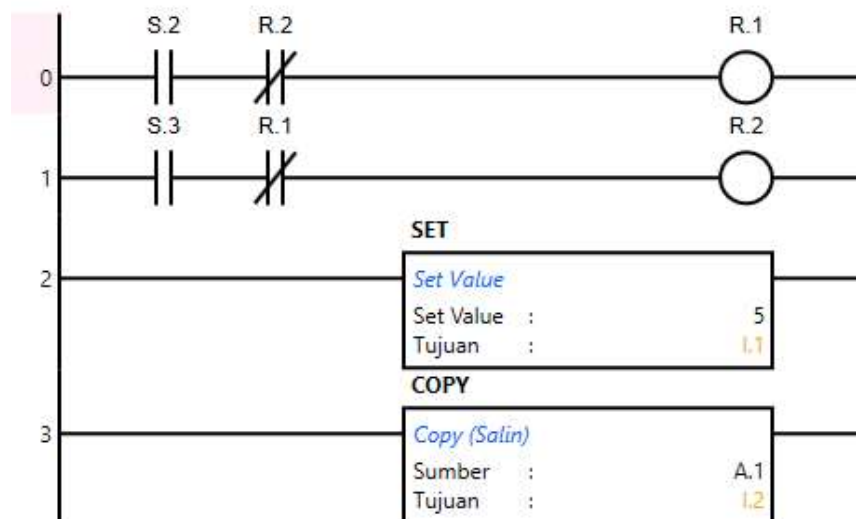 S.2 R.2 R.1
0
S.3 R.1 R.2
1
SET
2
Set Value
Set Value : 5
Tujuan : I.1
COPY
3
Copy (Salin)
Sumber : A.1
Tujuan : I.2